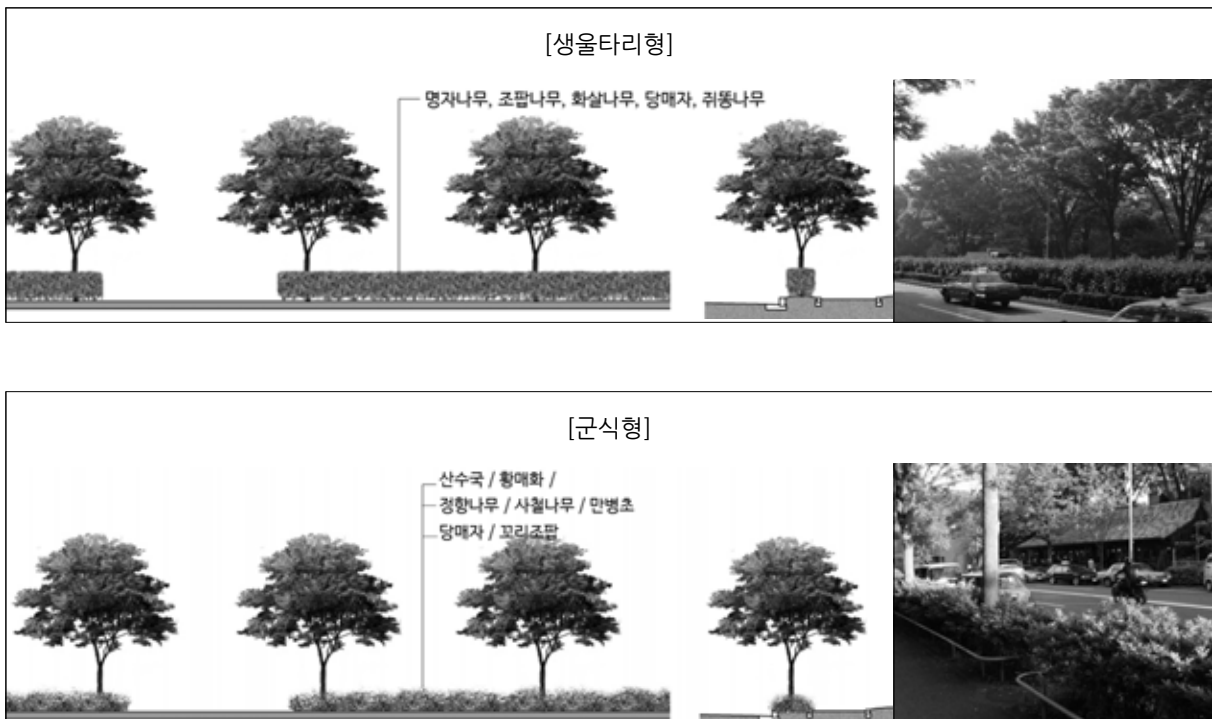 [생울타리형]
명자나무, 조팝나무, 화살나무, 당매자, 쥐똥나무
[군식형]
산수국 / 황매화 /
정향나무 / 사철나무 / 만병초
당매자 / 꼬리조팝